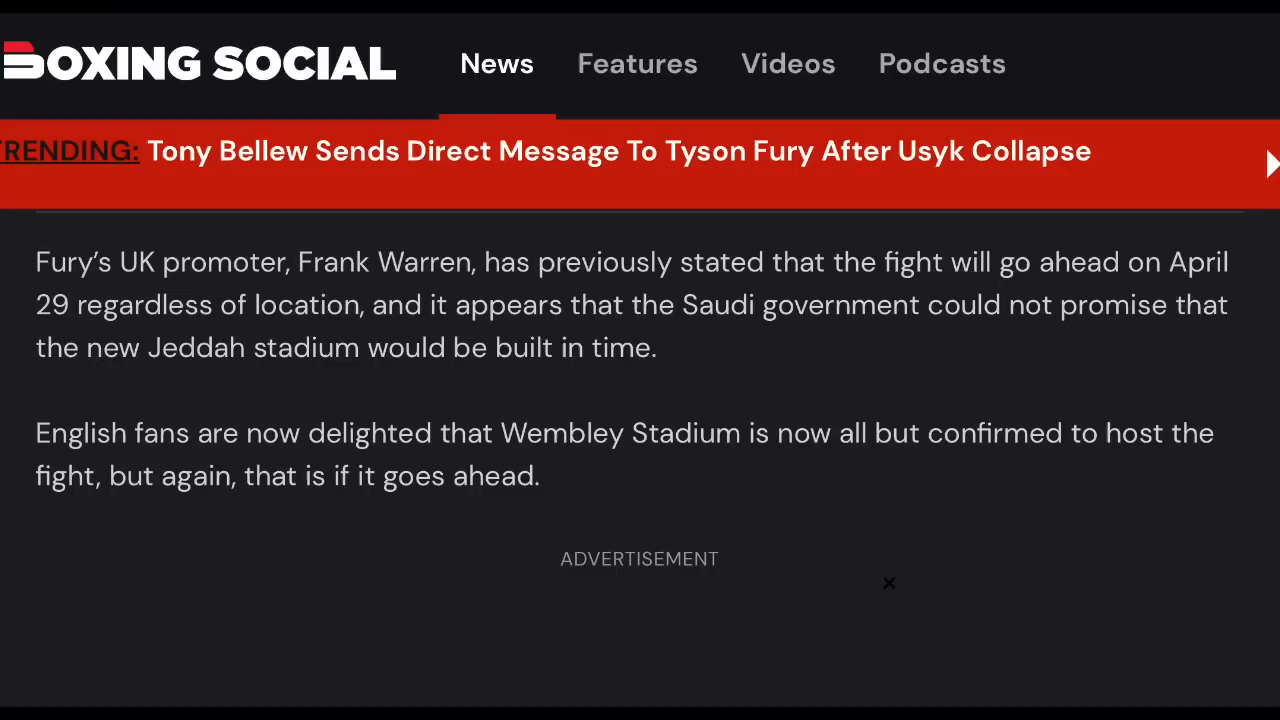 BOXING SOCIAL News Features Videos Podcasts
TRENDING: Tony Bellew Sends Direct Message To Tyson Fury After Usyk Collapse
Fury’s UK promoter, Frank Warren, has previously stated that the fight will go ahead on April
29 regardless of location, and it appears that the Saudi government could not promise that
the new Jeddah stadium would be built in time.
English fans are now delighted that Wembley Stadium is now all but confirmed to host the
fight, but again, that is if it goes ahead.
ADVERTISEMENT